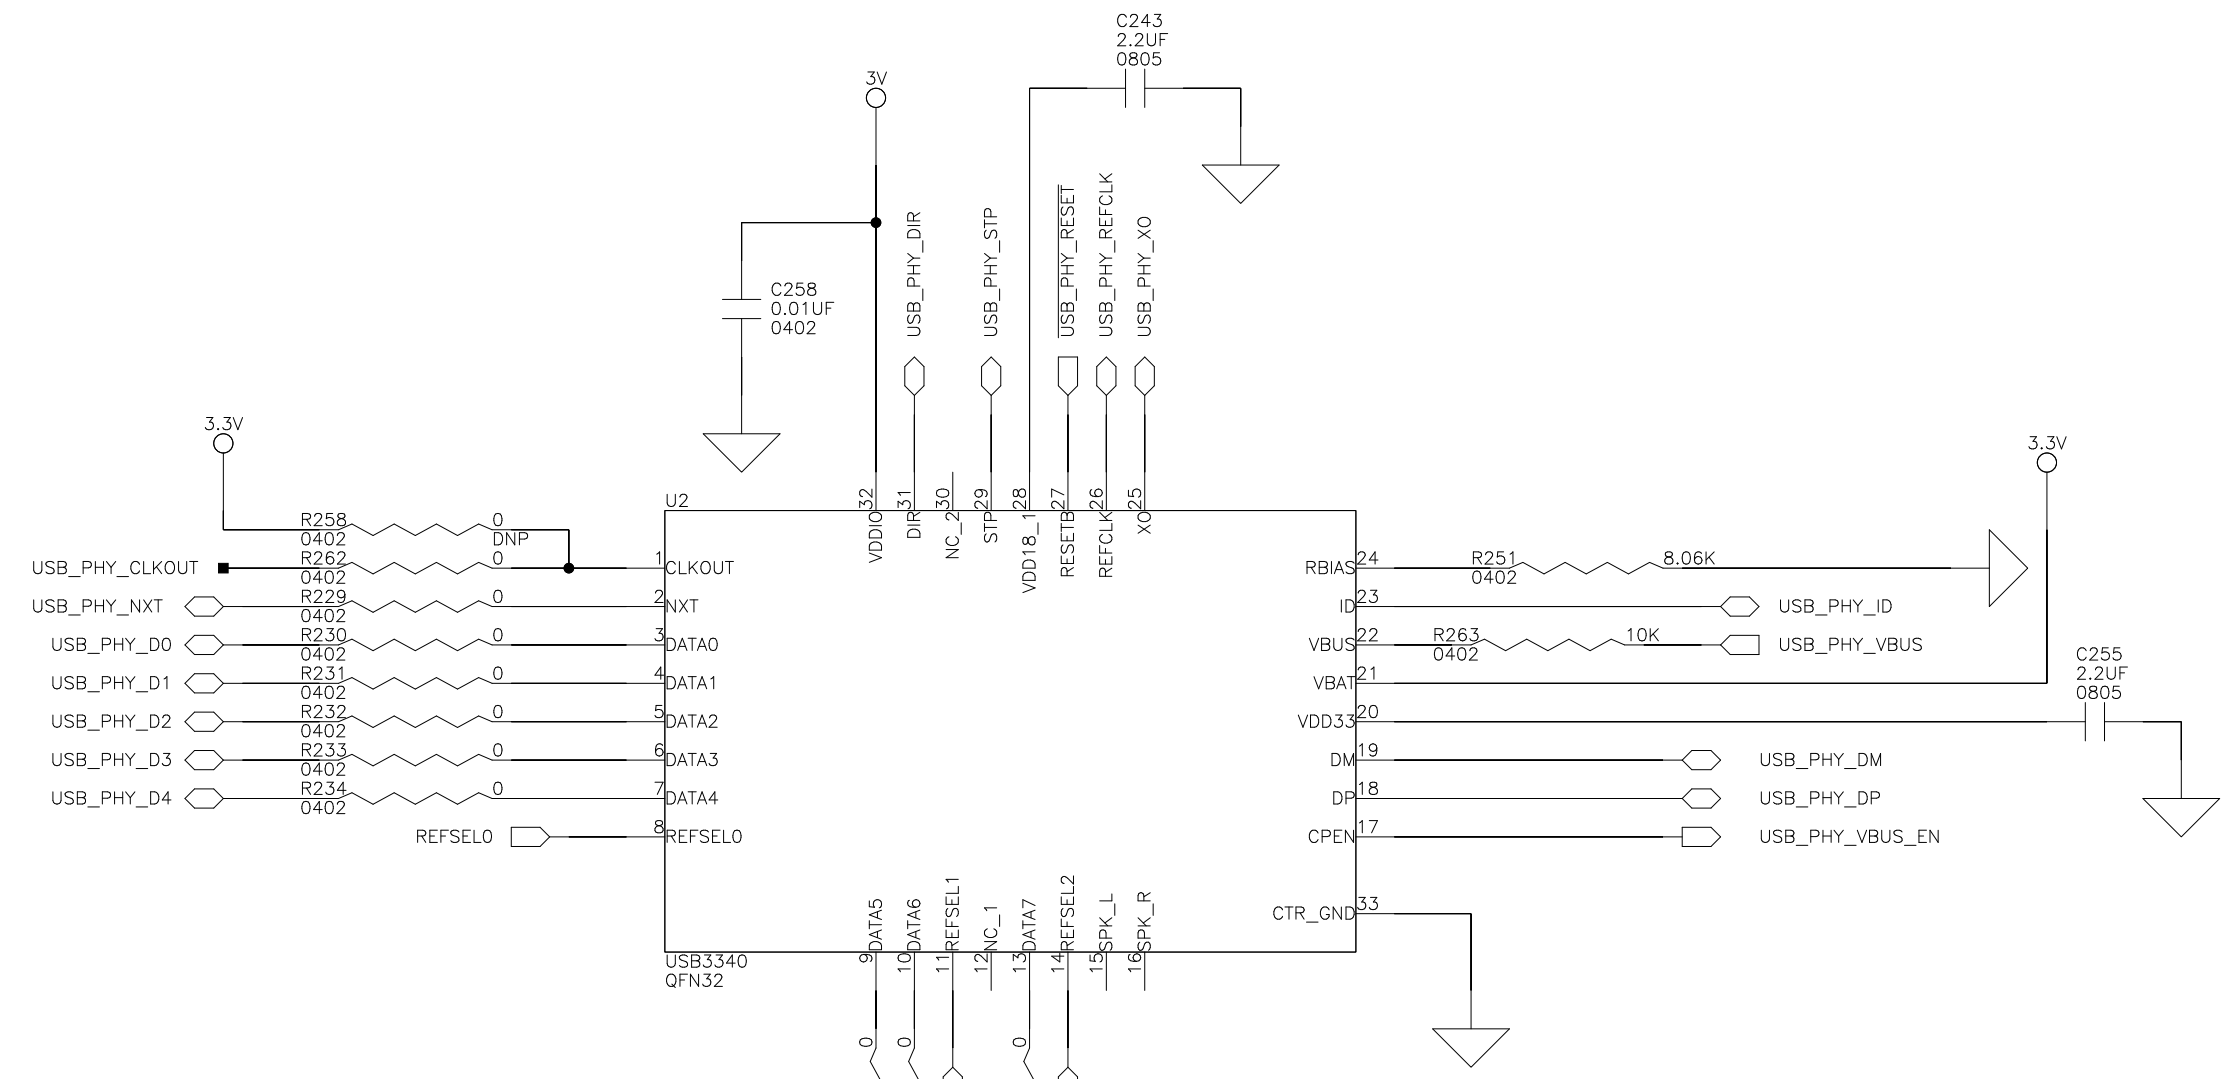 C243
2.2UF
0805
3V
USB_PHY_DIR
USB_PHY_STP
USB_PHY_RESET
USB_PHY_REFCLK
USB_PHY_XO
C258
0.01UF
0402
3.3V
3.3V
U2
32
31
30
29
28
27
26
25
VDDIO
DIR
NC_2
STP
VDD18_1
RESETB
REFCLK
XO
R258
0402
0
DNP
USB_PHY_CLKOUT
R262
0402
0
1
CLKOUT
USB_PHY_NXT
R229
0402
0
2
NXT
USB_PHY_D0
R230
0402
0
3
DATA0
USB_PHY_D1
R231
0402
0
4
DATA1
USB_PHY_D2
R232
0402
0
5
DATA2
USB_PHY_D3
R233
0402
0
6
DATA3
USB_PHY_D4
R234
0402
0
7
DATA4
REFSEL0
8
REFSEL0
RBIAS
24
R251
0402
8.06K
ID
23
USB_PHY_ID
VBUS
22
R263
0402
10K
USB_PHY_VBUS
VBAT
21
C255
2.2UF
0805
VDD33
20
DM
19
USB_PHY_DM
DP
18
USB_PHY_DP
CPEN
17
USB_PHY_VBUS_EN
CTR_GND
33
DATA5
DATA6
REFSEL1
NC_1
DATA7
REFSEL2
SPK_L
SPK_R
9
10
11
12
13
14
15
16
USB3340
QFN32
0
0
0